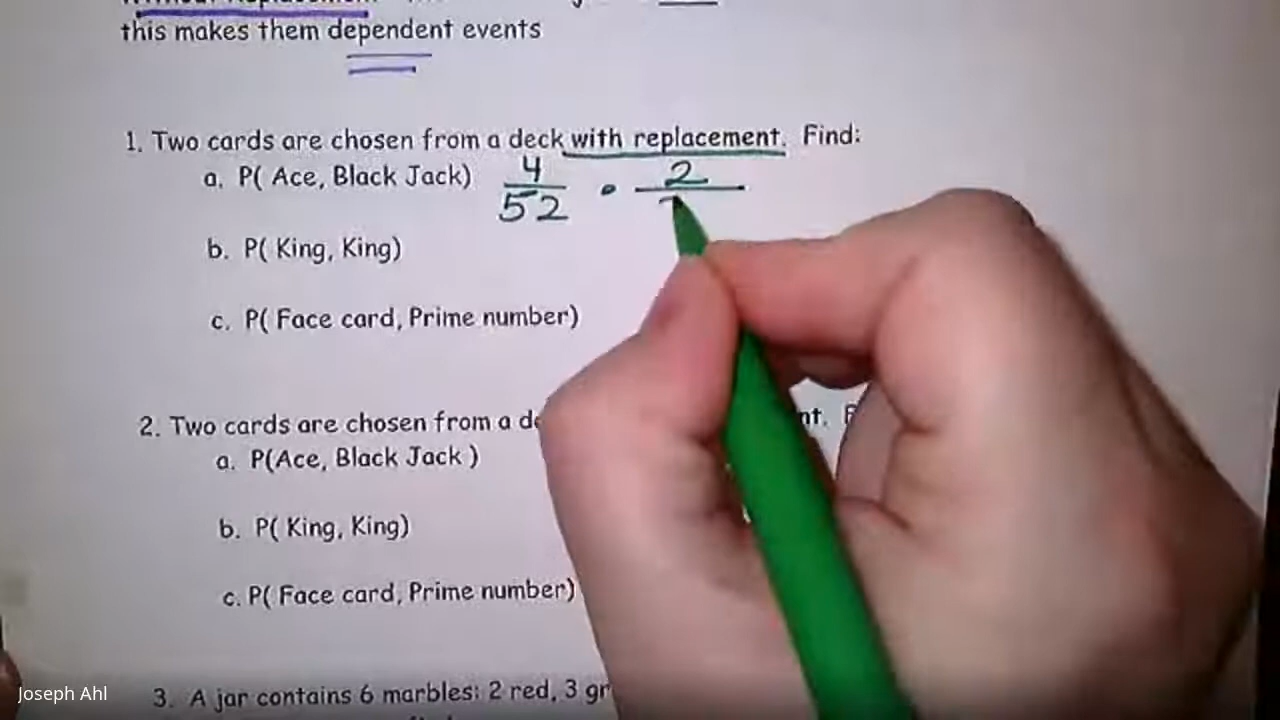 this makes them dependent events
1. Two cards are chosen from a deck with replacement. Find:
a. P( Ace, Black Jack) 4/52 · 2/
b. P( King, King)
c. P( Face card, Prime number)
2. Two cards are chosen from a
a. P(Ace, Black Jack )
b. P( King, King)
c. P( Face card, Prime number)
3. A jar contains 6 marbles: 2 red, 3
Joseph Ahl